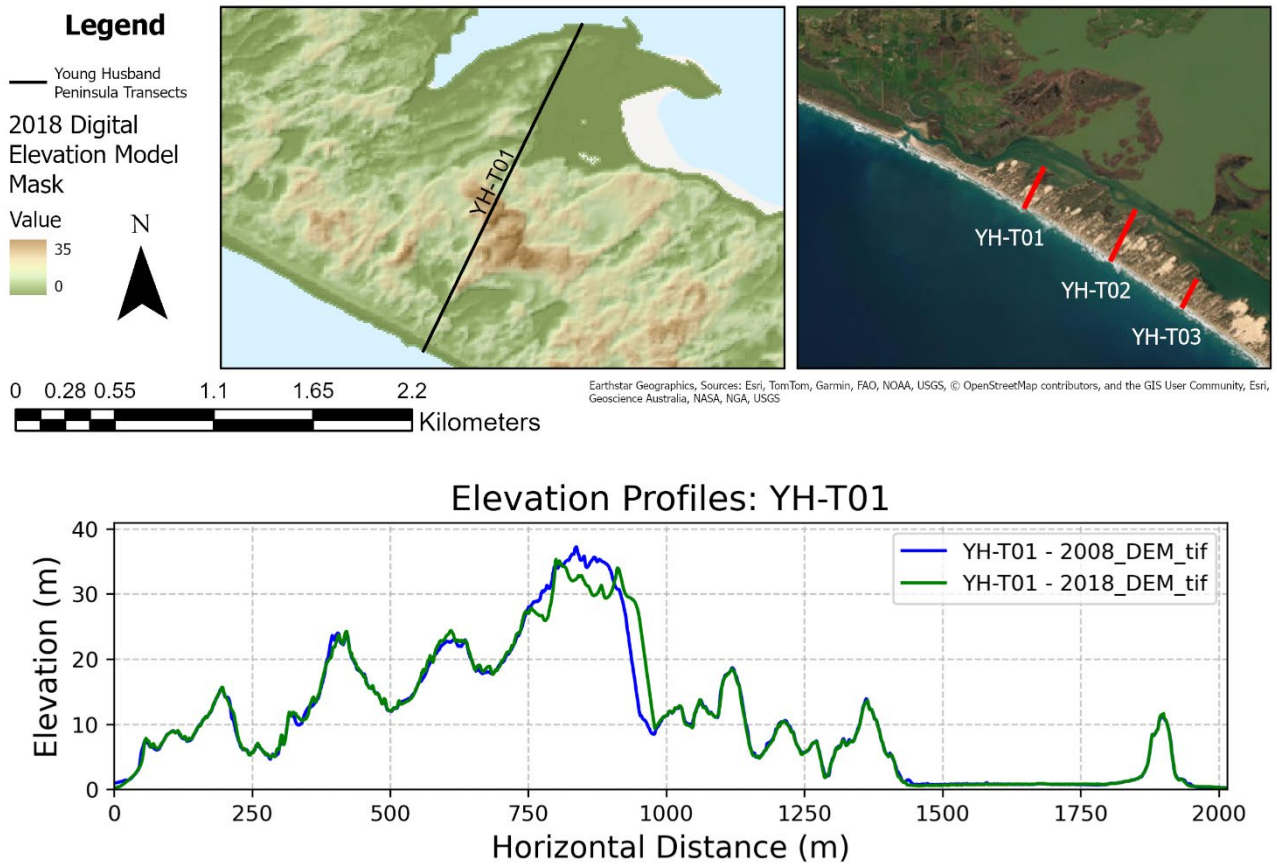 Legend
Young Husband
Peninsula Transects
2018 Digital
Elevation Model
Mask
Value
35
0
N
YH-T01
YH-T01
YH-T02
YH-T03
0 0.28 0.55 1.1 1.65 2.2
Kilometers
Earthstar Geographics, Sources: Esri, TomTom, Garmin, FAO, NOAA, USGS, © OpenStreetMap contributors, and the GIS User Community, Esri,
Geoscience Australia, NASA, NGA, USGS
Elevation Profiles: YH-T01
YH-T01 - 2008_DEM_tif
YH-T01 - 2018_DEM_tif
Elevation (m)
40
30
20
10
0
0 250 500 750 1000 1250 1500 1750 2000
Horizontal Distance (m)